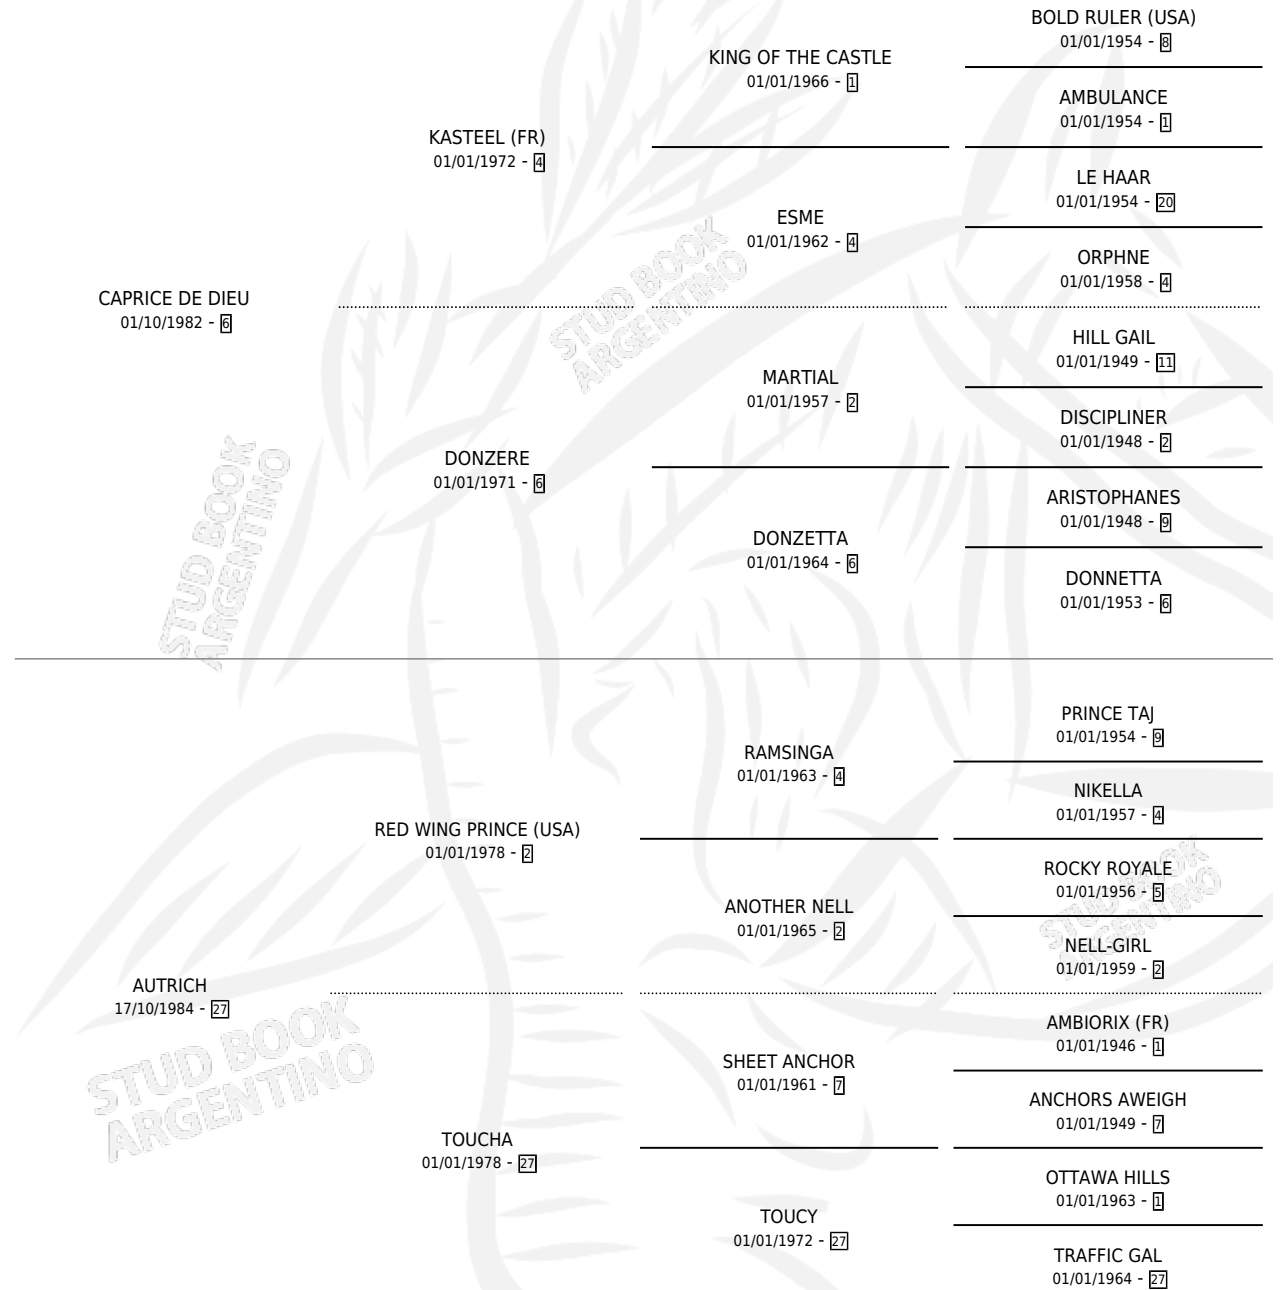 BOLD RULER (USA)
01/01/1954 - 8
KING OF THE CASTLE
01/01/1966 - 1
AMBULANCE
01/01/1954 - 1
KASTEEL (FR)
01/01/1972 - 4
LE HAAR
01/01/1954 - 20
ESME
01/01/1962 - 4
ORPHNE
01/01/1958 - 4
CAPRICE DE DIEU
01/10/1982 - 6
STUD BOOK
ARGENTINO
HILL GAIL
01/01/1949 - 11
MARTIAL
01/01/1957 - 2
DISCIPLINER
01/01/1948 - 2
DONZERE
01/01/1971 - 6
STUD BOOK
ARGENTINO
ARISTOPHANES
01/01/1948 - 9
DONZETTA
01/01/1964 - 6
DONNETTA
01/01/1953 - 6
PRINCE TAJ
01/01/1954 - 9
RAMSINGA
01/01/1963 - 4
NIKELLA
01/01/1957 - 4
RED WING PRINCE (USA)
01/01/1978 - 2
ROCKY ROYALE
01/01/1956 - 5
STUD BOOK
ARGENTINO
ANOTHER NELL
01/01/1965 - 2
NELL-GIRL
01/01/1959 - 2
AUTRICH
17/10/1984 - 27
STUD BOOK
ARGENTINO
AMBIORIX (FR)
01/01/1946 - 1
SHEET ANCHOR
01/01/1961 - 7
ANCHORS AWEIGH
01/01/1949 - 7
TOUCHA
01/01/1978 - 27
OTTAWA HILLS
01/01/1963 - 1
TOUCY
01/01/1972 - 27
TRAFFIC GAL
01/01/1964 - 27